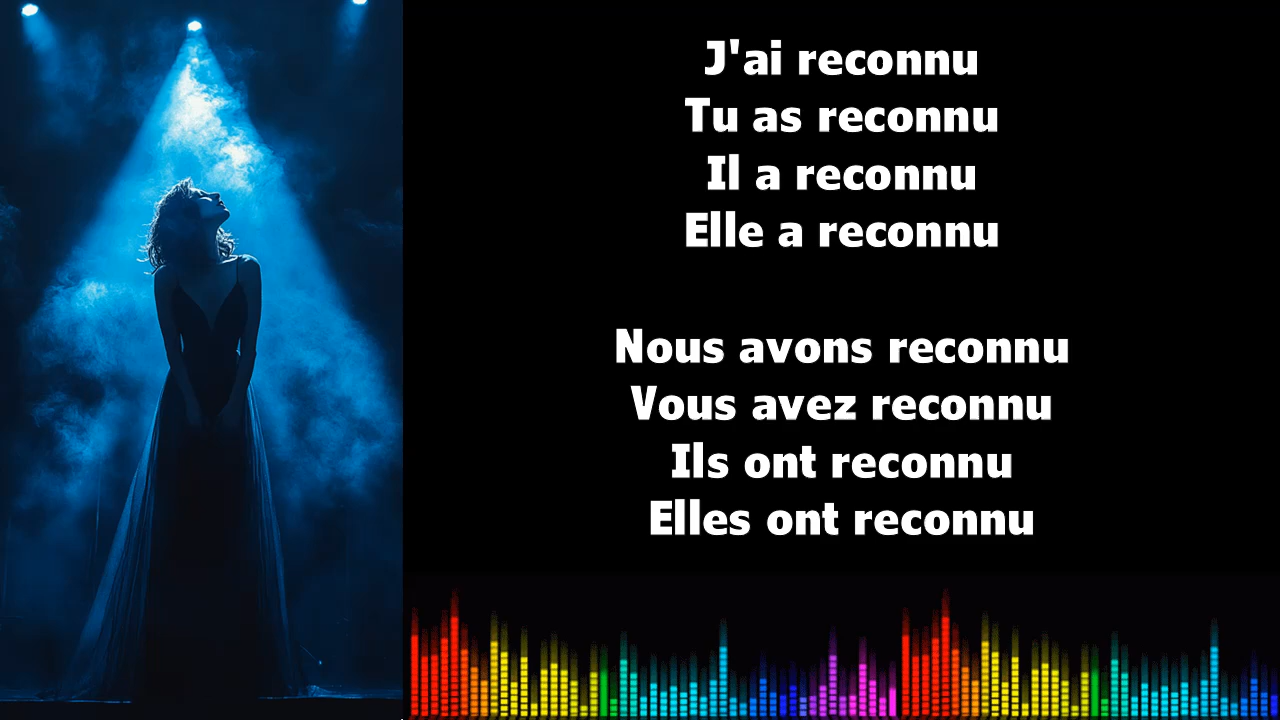 J'ai reconnu
Tu as reconnu
Il a reconnu
Elle a reconnu
Nous avons reconnu
Vous avez reconnu
Ils ont reconnu
Elles ont reconnu